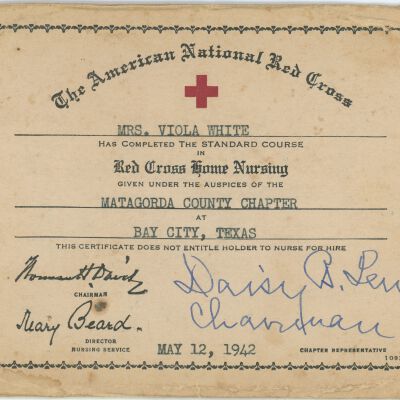 The American National Red Cross
MRS. VIOLA WHITE
HAS COMPLETED THE STANDARD COURSE
IN
Red Cross Home Nursing
GIVEN UNDER THE AUSPICES OF THE
MATAGORDA COUNTY CHAPTER
AT
BAY CITY, TEXAS
THIS CERTIFICATE DOES NOT ENTITLE HOLDER TO NURSE FOR HIRE
Norman H. Davis
CHAIRMAN
Daisy B.
Chairman
Mary Beard.
DIRECTOR
NURSING SERVICE
MAY 12, 1942
CHAPTER REPRESENTATIVE
109